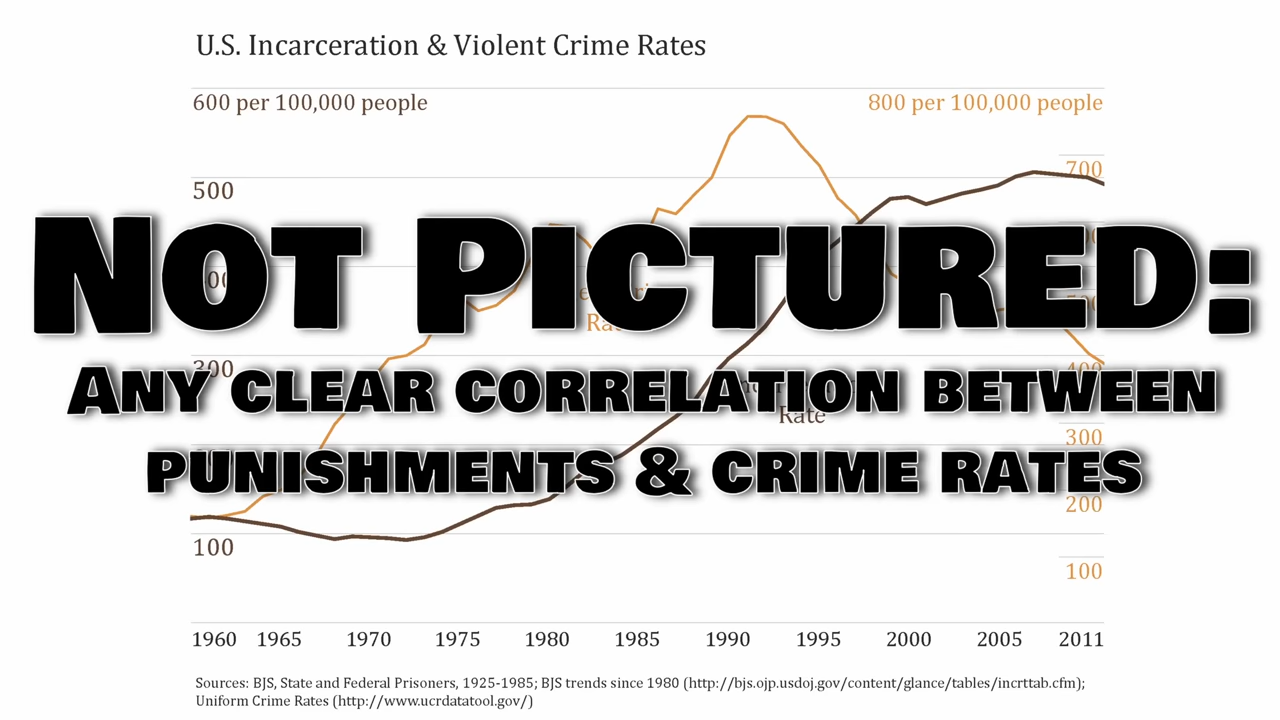 U.S. Incarceration & Violent Crime Rates
600 per 100,000 people
800 per 100,000 people
700
500
NOT PICTURED:
ANY CLEAR CORRELATION BETWEEN
Rate
300
PUNISHMENTS & CRIME RATES
200
100
100
1960 1965 1970 1975 1980 1985 1990 1995 2000 2005 2011
Sources: BJS, State and Federal Prisoners, 1925-1985; BJS trends since 1980 (http://bjs.ojp.usdoj.gov/content/glance/tables/incrttab.cfm);
Uniform Crime Rates (http://www.ucrdatatool.gov/)